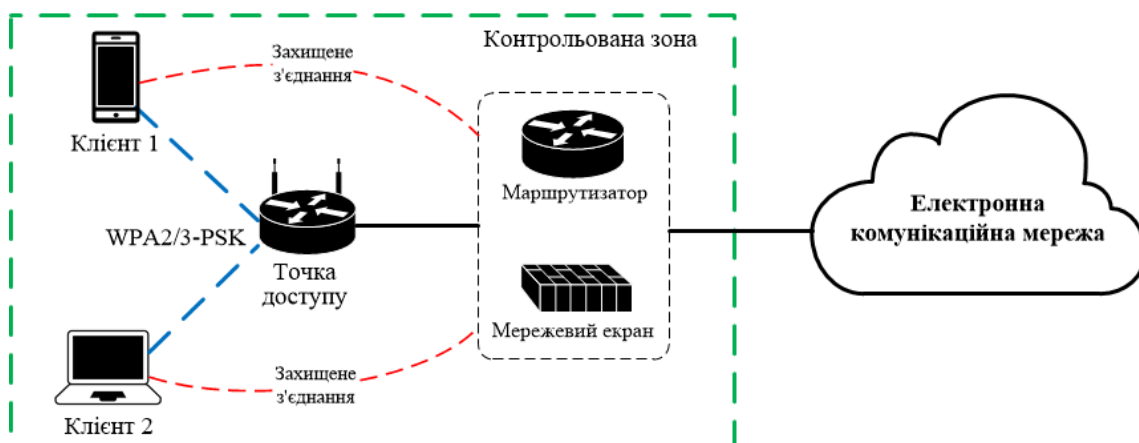 Захищене
з'єднання
Контрольована зона
Клієнт 1
Маршрутизатор
WPA2/3-PSK
Точка
доступу
Електронна
комунікаційна мережа
Мережевий екран
Захищене
з'єднання
Клієнт 2